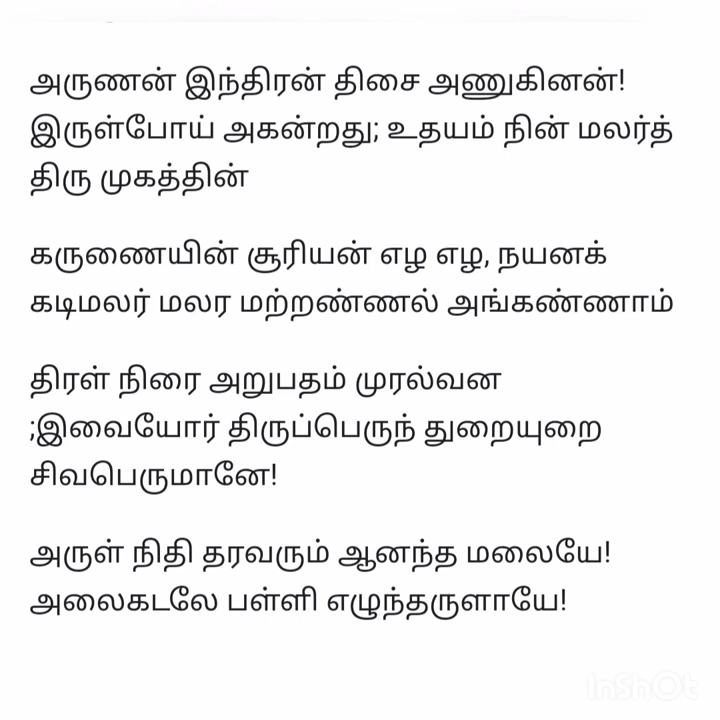 அருணன் இந்திரன் திசை அணுகினன்!
இருள்போய் அகன்றது; உதயம் நின் மலர்த்
திரு முகத்தின்
கருணையின் சூரியன் எழ எழ, நயனக்
கடிமலர் மலர மற்றண்ணல் அங்கண்ணாம்
திரள் நிரை அறுபதம் முரல்வன
;இவையோர் திருப்பெருந் துறையுறை
சிவபெருமானே!
அருள் நிதி தரவரும் ஆனந்த மலையே!
அலைகடலே பள்ளி எழுந்தருளாயே!
InShOt